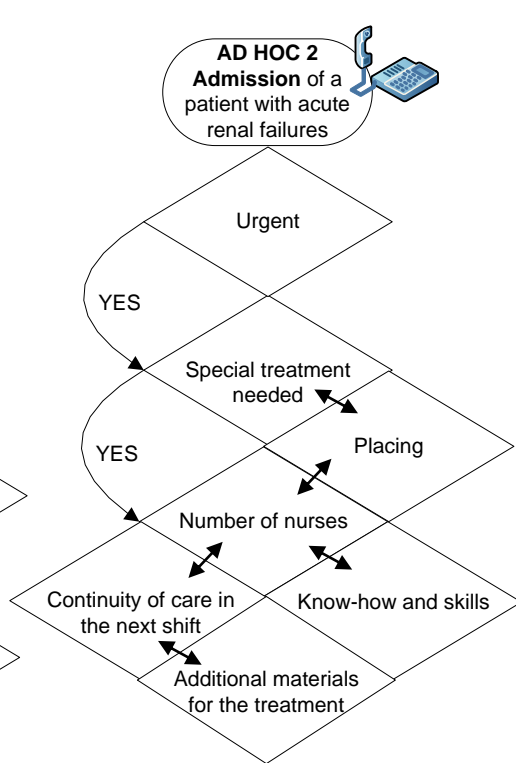 AD HOC 2
Admission of a
patient with acute
renal failures
Urgent
YES
Special treatment
needed
Placing
YES
Number of nurses
Continuity of care in
the next shift
Know-how and skills
Additional materials
for the treatment